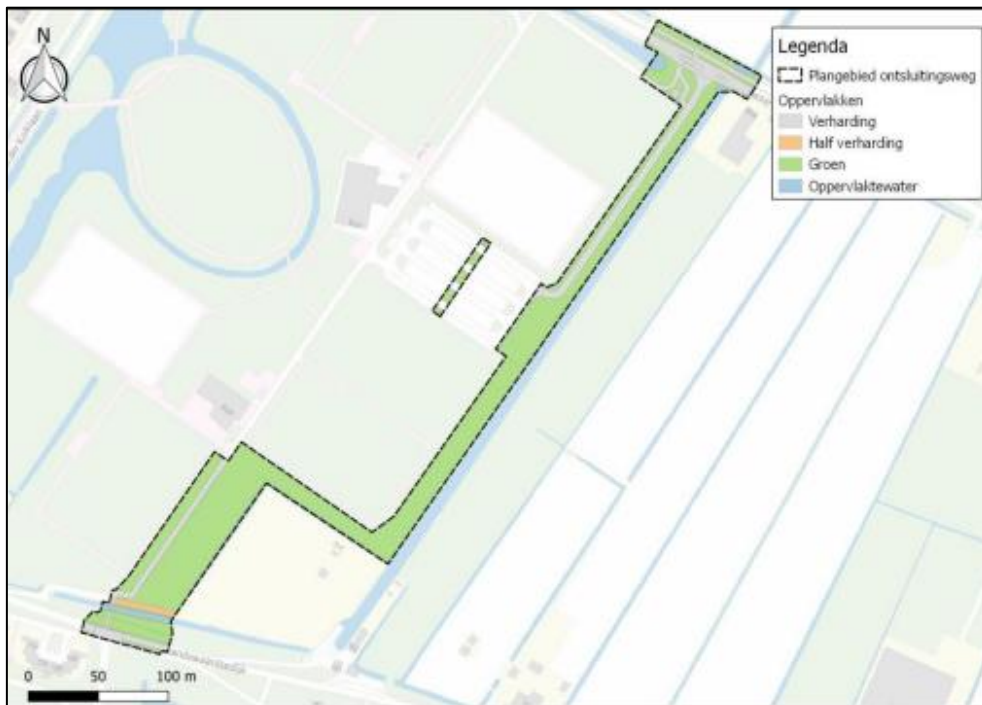 N
Legenda
Plangebied ontsluitingsweg
Oppervlakken
Verharding
Half verharding
Groen
Oppervlaktewater
0 50 100 m